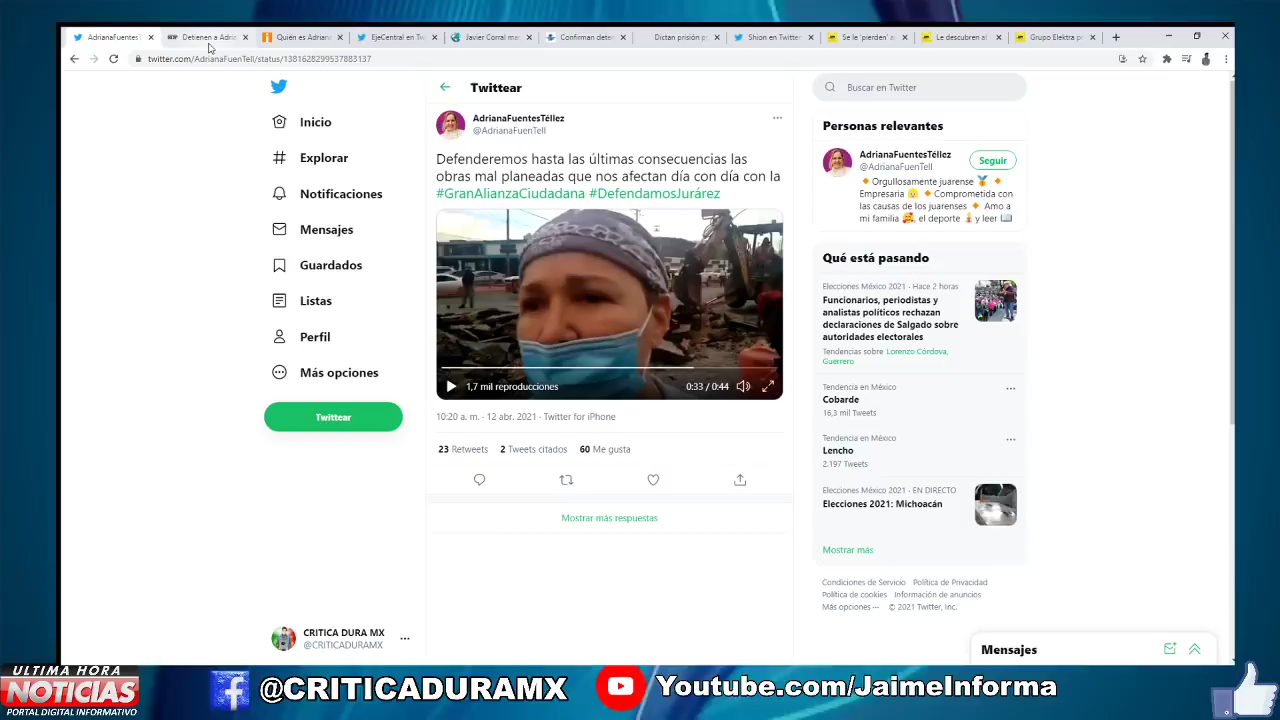 AdrianaFuentesT
Detienen a Adria
Quién es Adriana
EjeCentral en Tw
Javier Corral ma
Confirman deten
Dictan prisión p
Shion en Twitter
Se le 'pierden' a
Le descubren al
Grupo Elektra p
twitter.com/AdrianaFuenTell/status/1381628299537883137
Inicio
Explorar
Notificaciones
Mensajes
Guardados
Listas
Perfil
Más opciones
Twittear
CRITICA DURA MX
@CRITICADURAMX
Twittear
AdrianaFuentesTéllez
@AdrianaFuenTell
Defenderemos hasta las últimas consecuencias las
obras mal planeadas que nos afectan día con día con la
#GranAlianzaCiudadana #DefendamosJurárez
1,7 mil reproducciones
0:33 / 0:44
10:20 a. m. · 12 abr. 2021 · Twitter for iPhone
23 Retweets 2 Tweets citados 60 Me gusta
Mostrar más respuestas
Buscar en Twitter
Personas relevantes
AdrianaFuentesTéllez
@AdrianaFuenTell
Seguir
🔸Orgullosamente juarense 🏅🔸
Empresaria 👷🔸Comprometida con
las causas de los juarenses 🔸Amo a
mi familia 🥰, el deporte 🏃 y leer 📖
Qué está pasando
Elecciones México 2021 · Hace 2 horas
Funcionarios, periodistas y
analistas políticos rechazan
declaraciones de Salgado sobre
autoridades electorales
Tendencias sobre Lorenzo Córdova,
Guerrero
Tendencia en México
Cobarde
16,3 mil Tweets
Tendencia en México
Lencho
2.197 Tweets
Elecciones México 2021 · EN DIRECTO
Elecciones 2021: Michoacán
Mostrar más
Condiciones de Servicio Política de Privacidad
Política de cookies Información de anuncios
Más opciones ··· © 2021 Twitter, Inc.
Mensajes
ULTIMA HORA
NOTICIAS
PORTAL DIGITAL INFORMATIVO
@CRITICADURAMX
Youtube.com/JaimeInforma